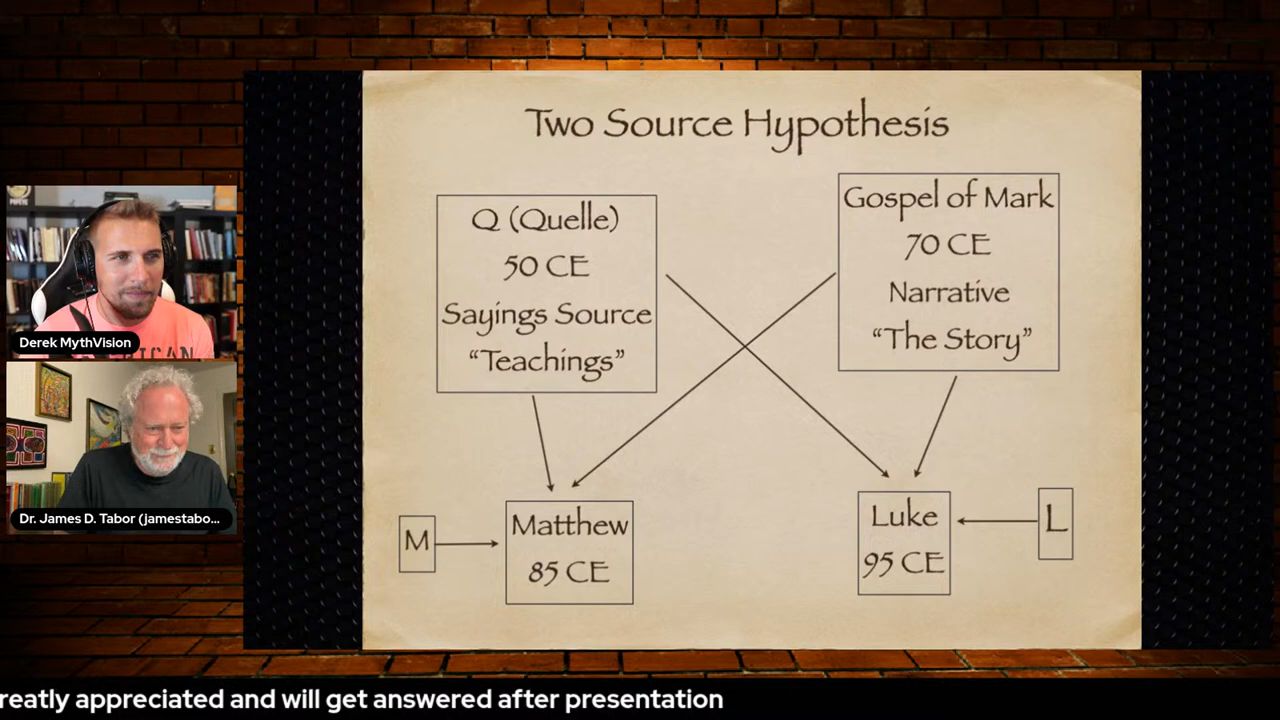 Two Source Hypothesis
Q (Quelle)
50 CE
Sayings Source
“Teachings”
Gospel of Mark
70 CE
Narrative
“The Story”
M
Matthew
85 CE
Luke
95 CE
L
Derek MythVision
Dr. James D. Tabor (jamestabo...
reatly appreciated and will get answered after presentation